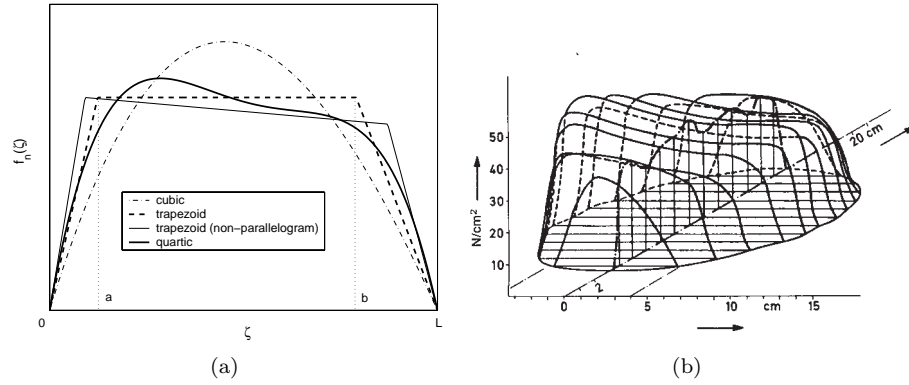 f_n(ζ)
cubic
trapezoid
trapezoid (non−parallelogram)
quartic
a
b
0
ζ
L
(a)
N/cm²
50
40
30
20
10
20 cm
2
0
5
10
cm
15
(b)